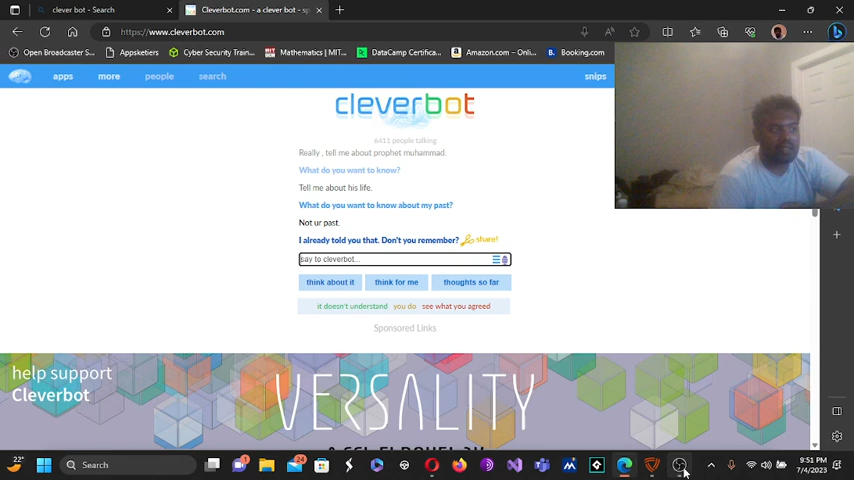 clever bot - Search
Cleverbot.com - a clever bot - sp
https://www.cleverbot.com
Open Broadcaster S...
Appsketiers
Cyber Security Train...
Mathematics | MIT...
DataCamp Certifica...
Amazon.com – Onli...
Booking.com
apps
more
people
search
snips
cleverbot
6411 people talking
Really , tell me about prophet muhammad.
What do you want to know?
Tell me about his life.
What do you want to know about my past?
Not ur past.
I already told you that. Don't you remember? share!
say to cleverbot...
think about it
think for me
thoughts so far
it doesn't understand you do see what you agreed
Sponsored Links
help support
Cleverbot
VERSALITY
22°
Search
1
24
9:51 PM
7/4/2023